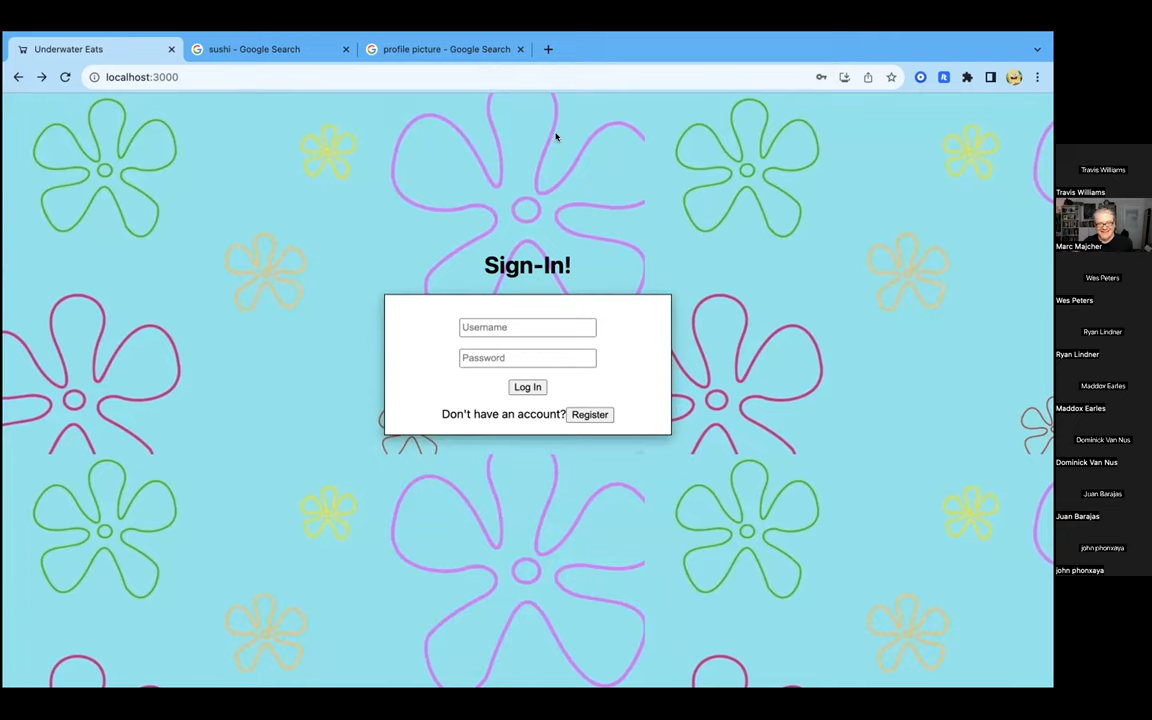 Underwater Eats
sushi - Google Search
profile picture - Google Search
localhost:3000
Sign-In!
Username
Password
Log In
Don't have an account? Register
Travis Williams
Travis Williams
Marc Majcher
Wes Peters
Wes Peters
Ryan Lindner
Ryan Lindner
Maddox Earles
Maddox Earles
Dominick Van Nus
Dominick Van Nus
Juan Barajas
Juan Barajas
john phonxaya
john phonxaya